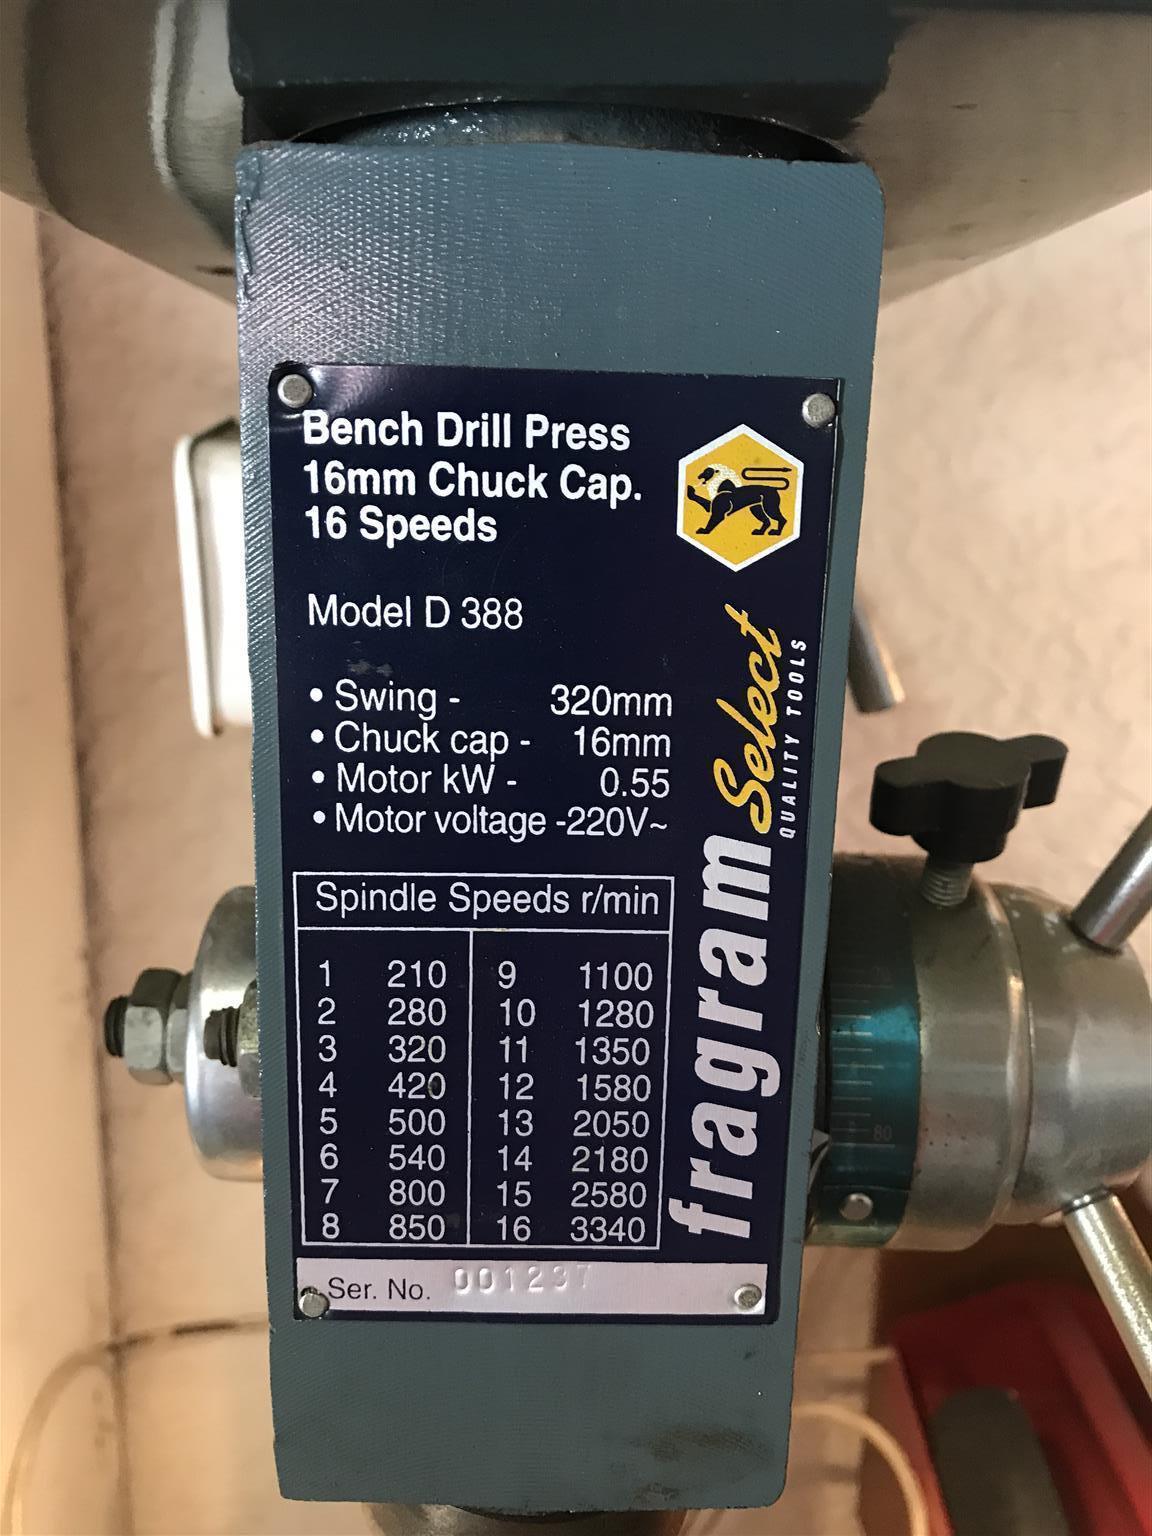 Bench Drill Press
16mm Chuck Cap.
16 Speeds
Model D 388
• Swing - 320mm
• Chuck cap - 16mm
• Motor kW - 0.55
• Motor voltage -220V~
Spindle Speeds r/min
1 210 9 1100
2 280 10 1280
3 320 11 1350
4 420 12 1580
5 500 13 2050
6 540 14 2180
7 800 15 2580
8 850 16 3340
Ser. No. 001237
fragram Select
QUALITY TOOLS
80